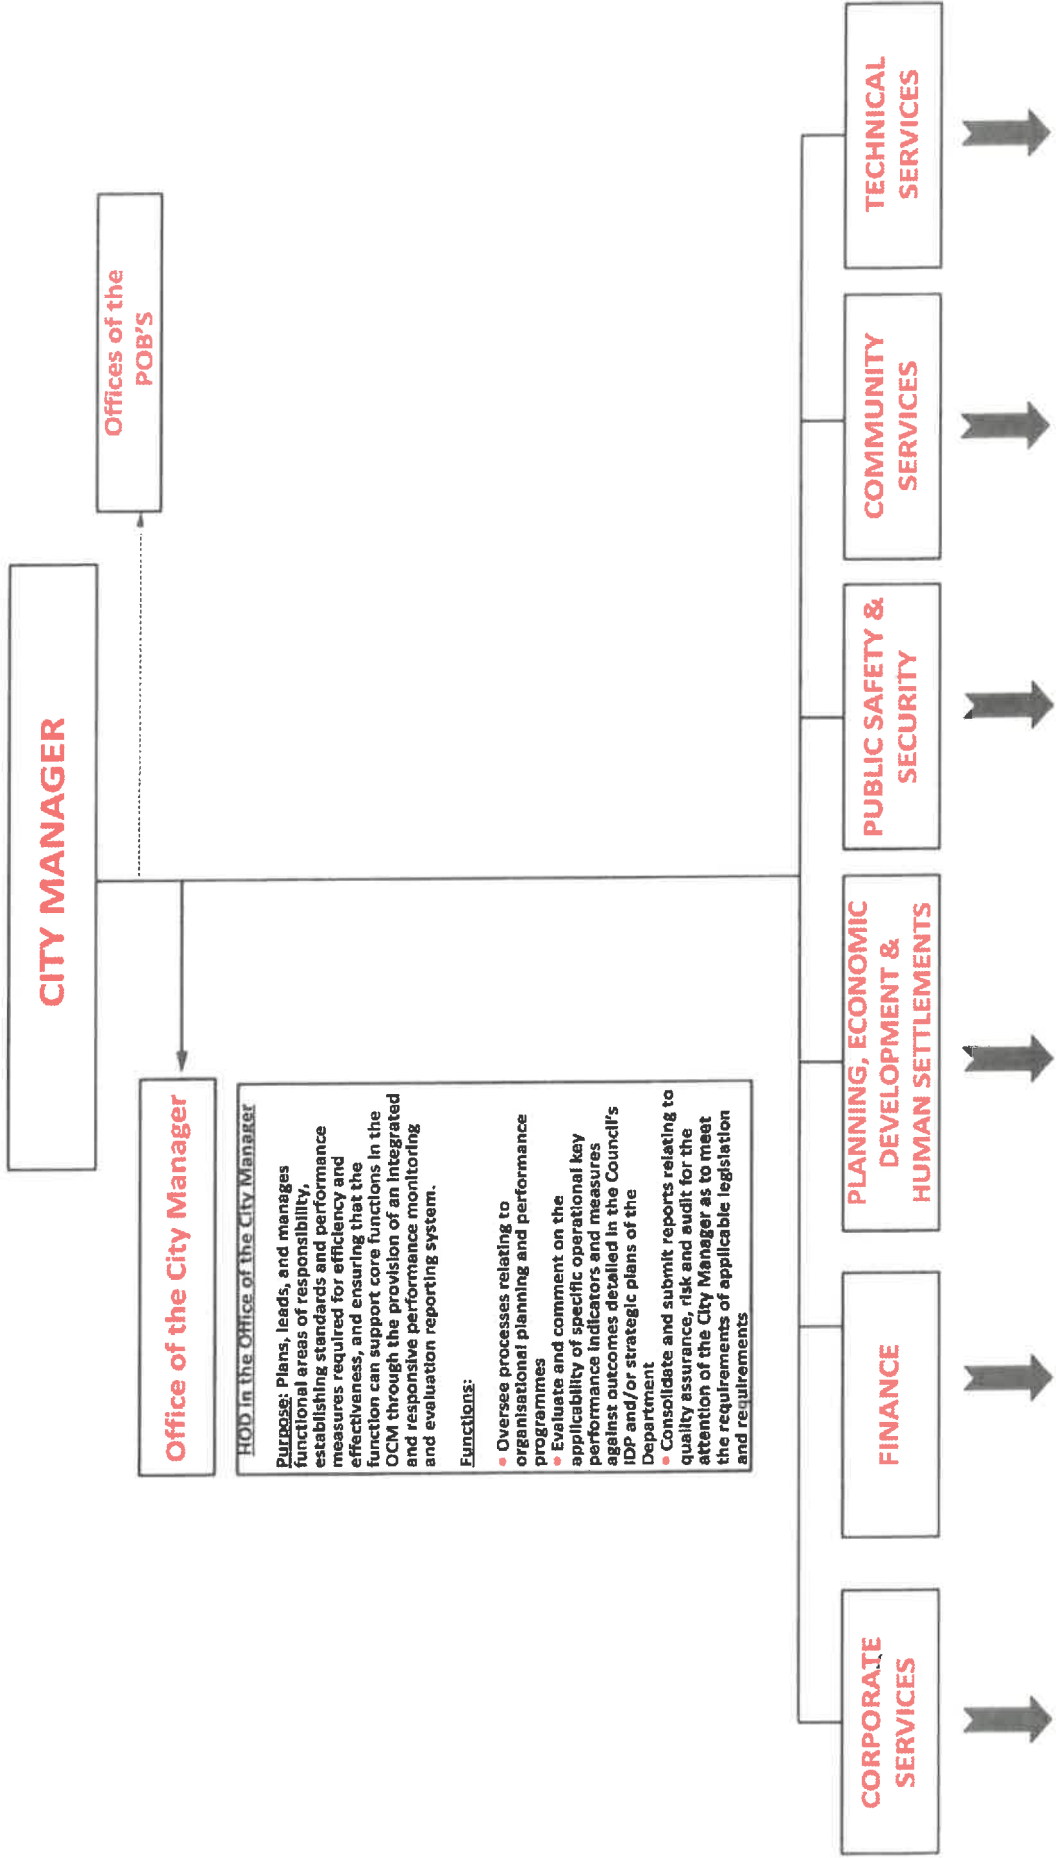 CITY MANAGER
Offices of the
POB'S
Office of the City Manager
HOD in the Office of the City Manager
Purpose: Plans, leads, and manages
functional areas of responsibility,
establishing standards and performance
measures required for efficiency and
effectiveness, and ensuring that the
function can support core functions in the
OCM through the provision of an integrated
and responsive performance monitoring
and evaluation reporting system.
Functions:
• Oversee processes relating to
organisational planning and performance
programmes
• Evaluate and comment on the
applicability of specific operational key
performance indicators and measures
against outcomes detailed in the Council's
IDP and/or strategic plans of the
Department
• Consolidate and submit reports relating to
quality assurance, risk and audit for the
attention of the City Manager as to meet
the requirements of applicable legislation
and requirements
CORPORATE
SERVICES
FINANCE
PLANNING, ECONOMIC
DEVELOPMENT &
HUMAN SETTLEMENTS
PUBLIC SAFETY &
SECURITY
COMMUNITY
SERVICES
TECHNICAL
SERVICES